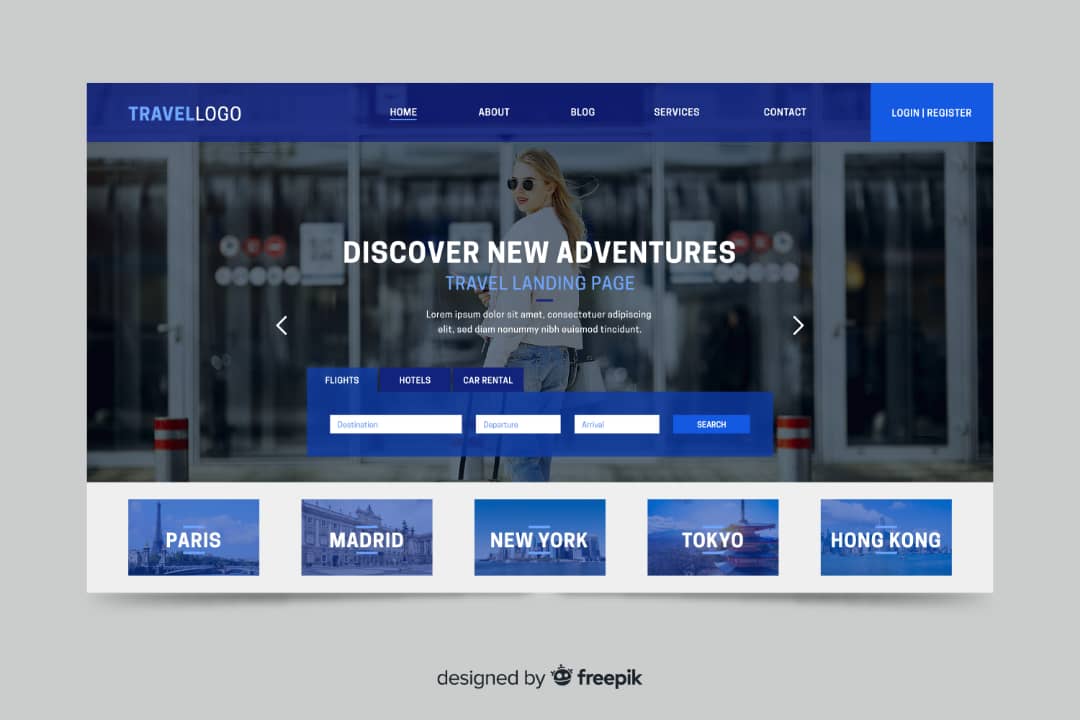 TRAVELLOGO
HOME
ABOUT
BLOG
SERVICES
CONTACT
LOGIN | REGISTER
DISCOVER NEW ADVENTURES
TRAVEL LANDING PAGE
Lorem ipsum dolor sit amet, consectetuer adipiscing
elit, sed diam nonummy nibh euismod tincidunt.
FLIGHTS
HOTELS
CAR RENTAL
Destination
Departure
Arrival
SEARCH
PARIS
MADRID
NEW YORK
TOKYO
HONG KONG
designed by freepik